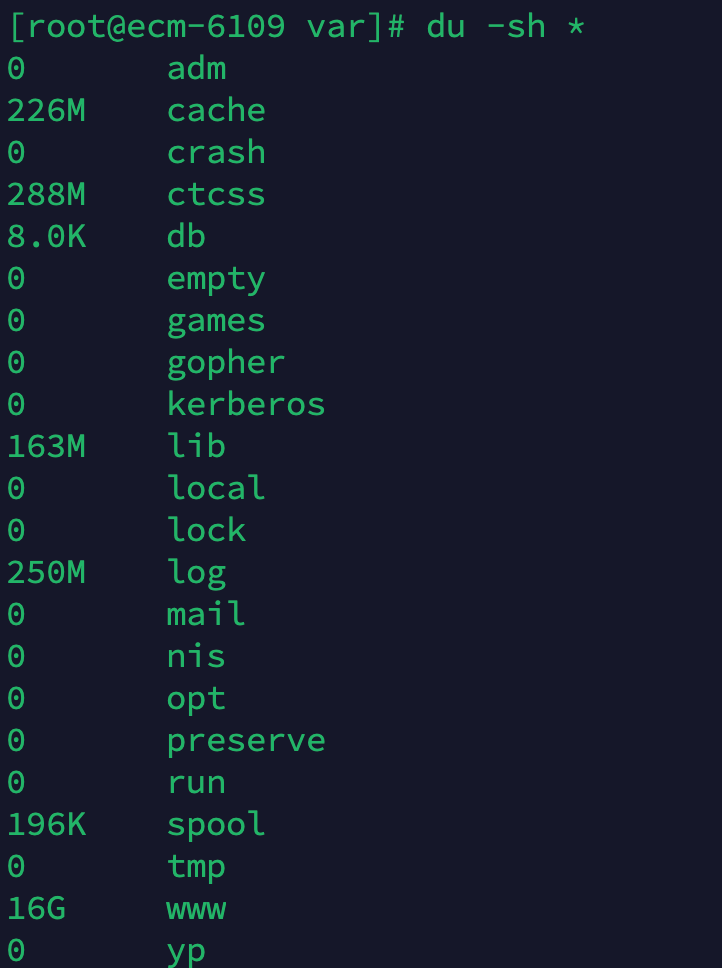 [root@ecm-6109 var]# du -sh *
0 adm
226M cache
0 crash
288M ctcss
8.0K db
0 empty
0 games
0 gopher
0 kerberos
163M lib
0 local
0 lock
250M log
0 mail
0 nis
0 opt
0 preserve
0 run
196K spool
0 tmp
16G www
0 yp